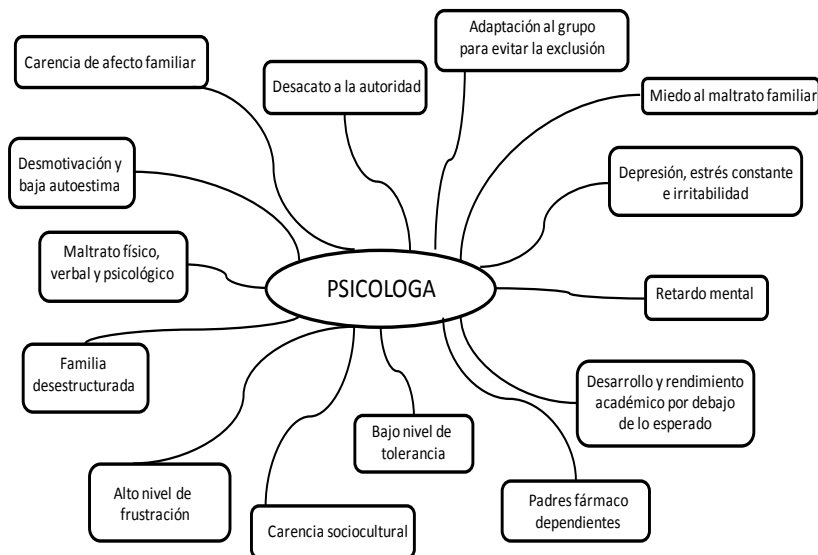 Adaptación al grupo
para evitar la exclusión
Carencia de afecto familiar
Desacato a la autoridad
Miedo al maltrato familiar
Desmotivación y
baja autoestima
Depresión, estrés constante
e irritabilidad
Maltrato físico,
verbal y psicológico
PSICOLOGA
Retardo mental
Familia
desestructurada
Desarrollo y rendimiento
académico por debajo
de lo esperado
Bajo nivel de
tolerancia
Alto nivel de
frustración
Padres fármaco
dependientes
Carencia sociocultural